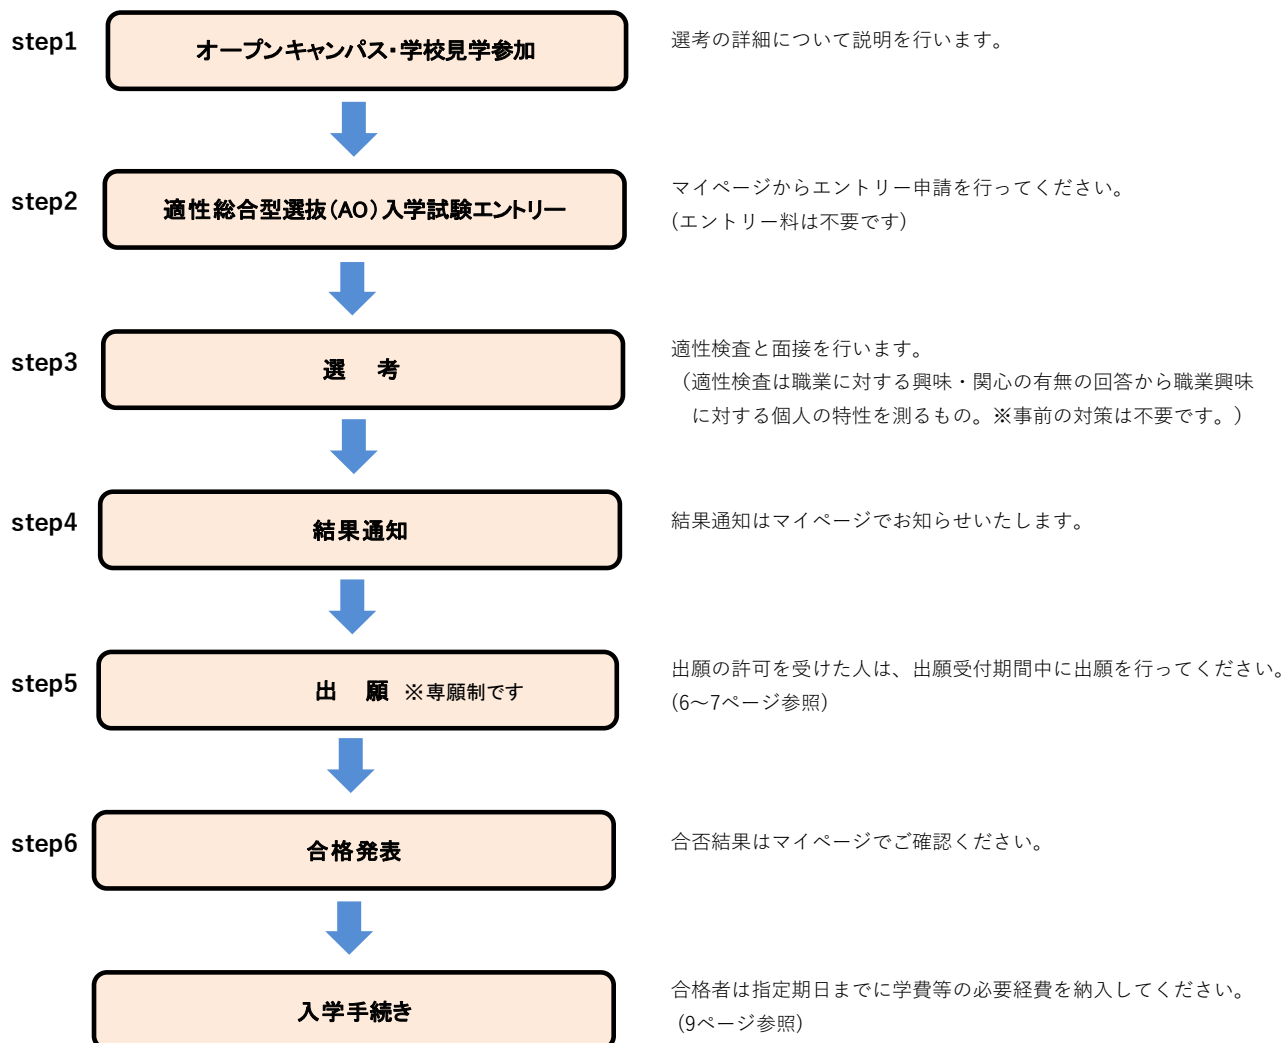 step1
オープンキャンパス・学校見学参加
選考の詳細について説明を行います。
step2
適性総合型選抜(AO)入学試験エントリー
マイページからエントリー申請を行ってください。
(エントリー料は不要です)
step3
選 考
適性検査と面接を行います。
（適性検査は職業に対する興味・関心の有無の回答から職業興味
に対する個人の特性を測るもの。※事前の対策は不要です。）
step4
結果通知
結果通知はマイページでお知らせいたします。
step5
出 願 ※専願制です
出願の許可を受けた人は、出願受付期間中に出願を行ってください。
(6～7ページ参照)
step6
合格発表
合否結果はマイページでご確認ください。
入学手続き
合格者は指定期日までに学費等の必要経費を納入してください。
(9ページ参照)